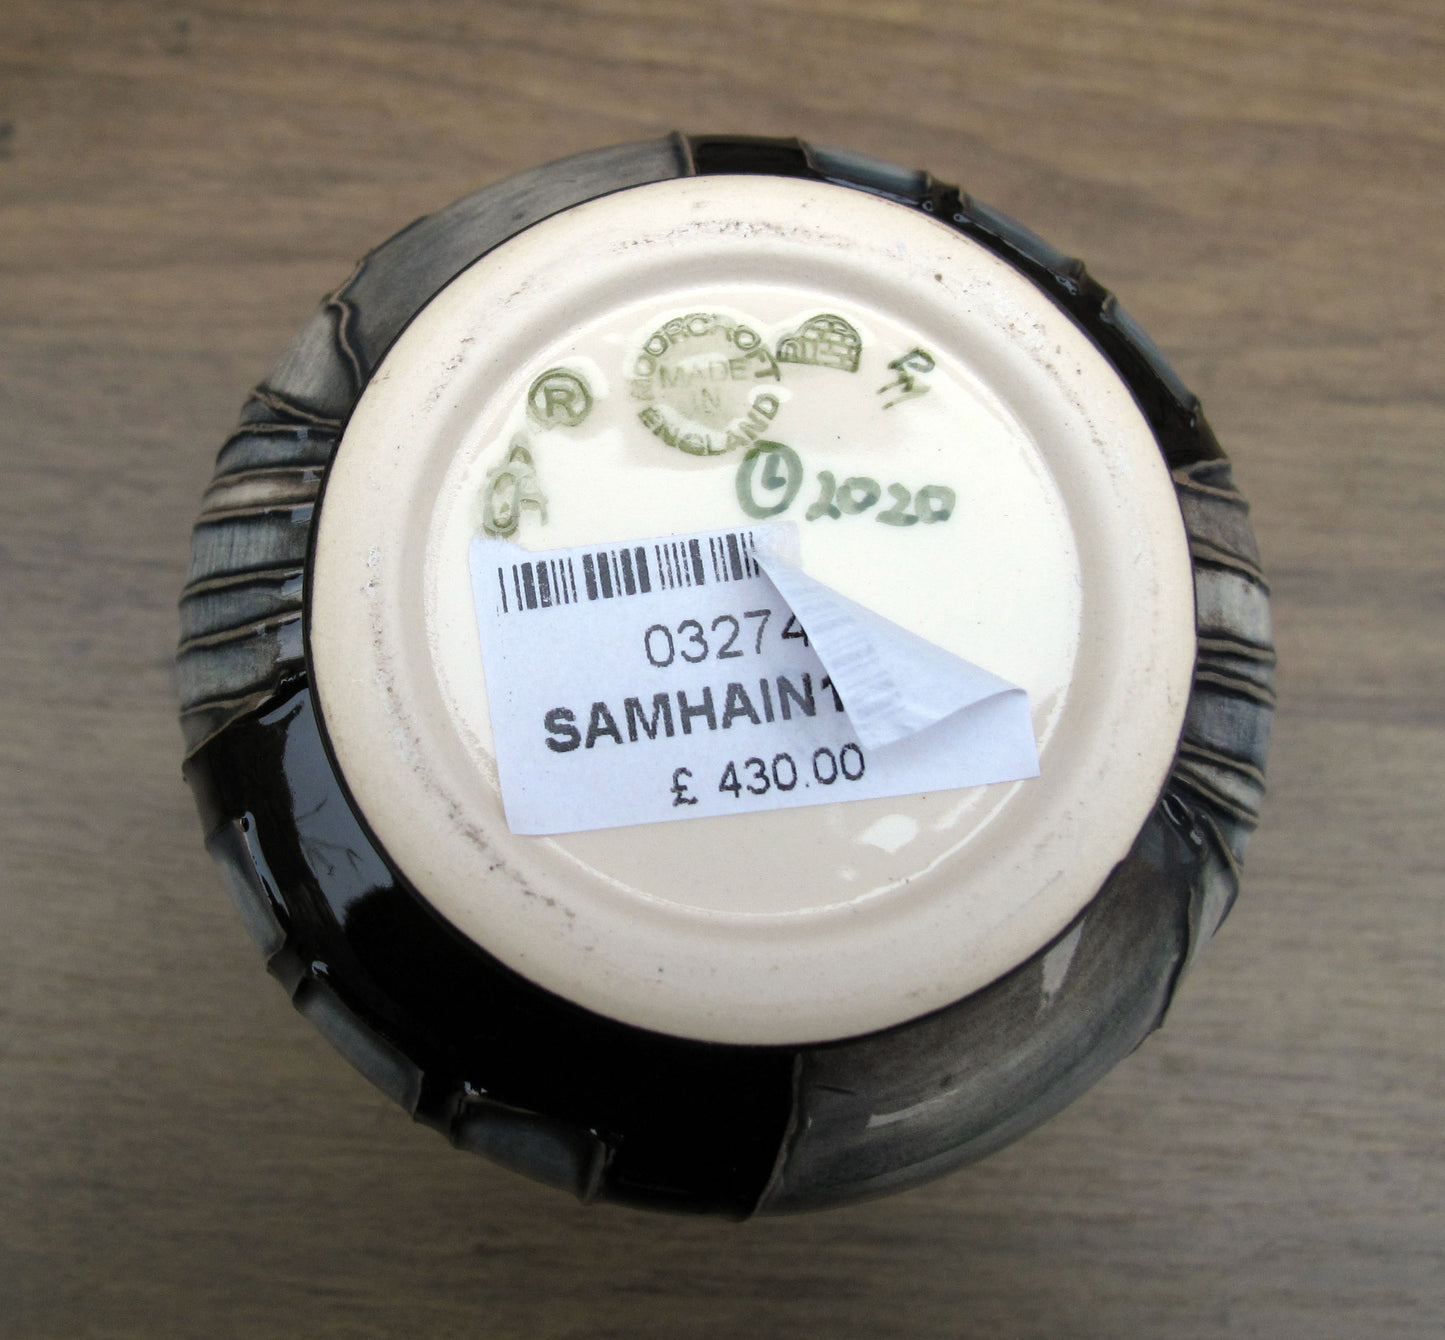 MOORCROFT
MADE
IN
ENGLAND
®
2020
03274
SAMHAIN1
£ 430.00